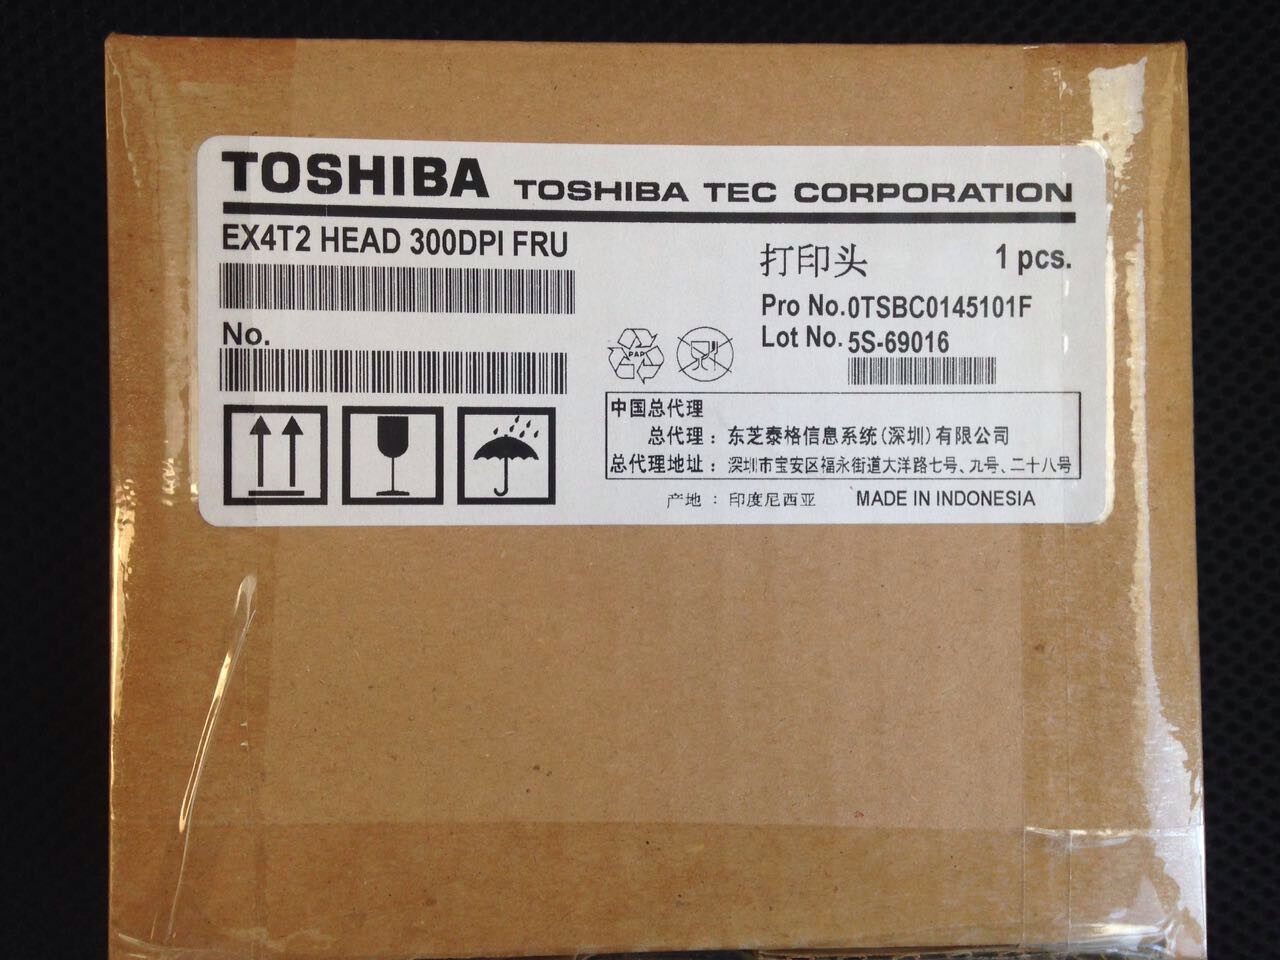 TOSHIBA TOSHIBA TEC CORPORATION
EX4T2 HEAD 300DPI FRU
打印头 1 pcs.
Pro No.0TSBC0145101F
No.
Lot No. 5S-69016
PAP
中国总代理
总代理：东芝泰格信息系统(深圳)有限公司
总代理地址：深圳市宝安区福永街道大洋路七号、九号、二十八号
产地：印度尼西亚 MADE IN INDONESIA